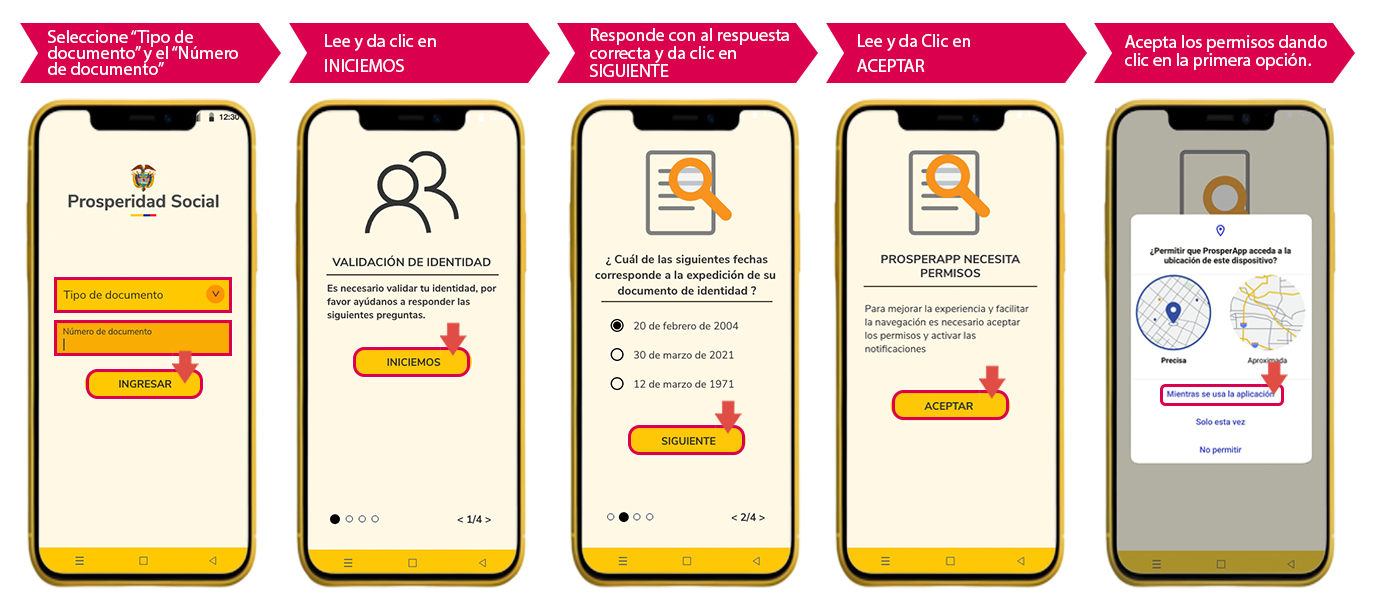 Seleccione “Tipo de
documento” y el “Número
de documento”
Lee y da clic en
INICIEMOS
Responde con al respuesta
correcta y da clic en
SIGUIENTE
Lee y da Clic en
ACEPTAR
Acepta los permisos dando
clic en la primera opción.
12:30
Prosperidad Social
Tipo de documento
Número de documento
INGRESAR
VALIDACIÓN DE IDENTIDAD
Es necesario validar tu identidad, por
favor ayúdanos a responder las
siguientes preguntas.
INICIEMOS
< 1/4 >
¿ Cuál de las siguientes fechas
corresponde a la expedición de su
documento de identidad ?
20 de febrero de 2004
30 de marzo de 2021
12 de marzo de 1971
SIGUIENTE
< 2/4 >
PROSPERAPP NECESITA
PERMISOS
Para mejorar la experiencia y facilitar
la navegación es necesario aceptar
los permisos y activar las
notificaciones
ACEPTAR
¿Permitir que ProsperApp acceda a la
ubicación de este dispositivo?
Precisa
Aproximada
Mientras se usa la aplicación
Solo esta vez
No permitir